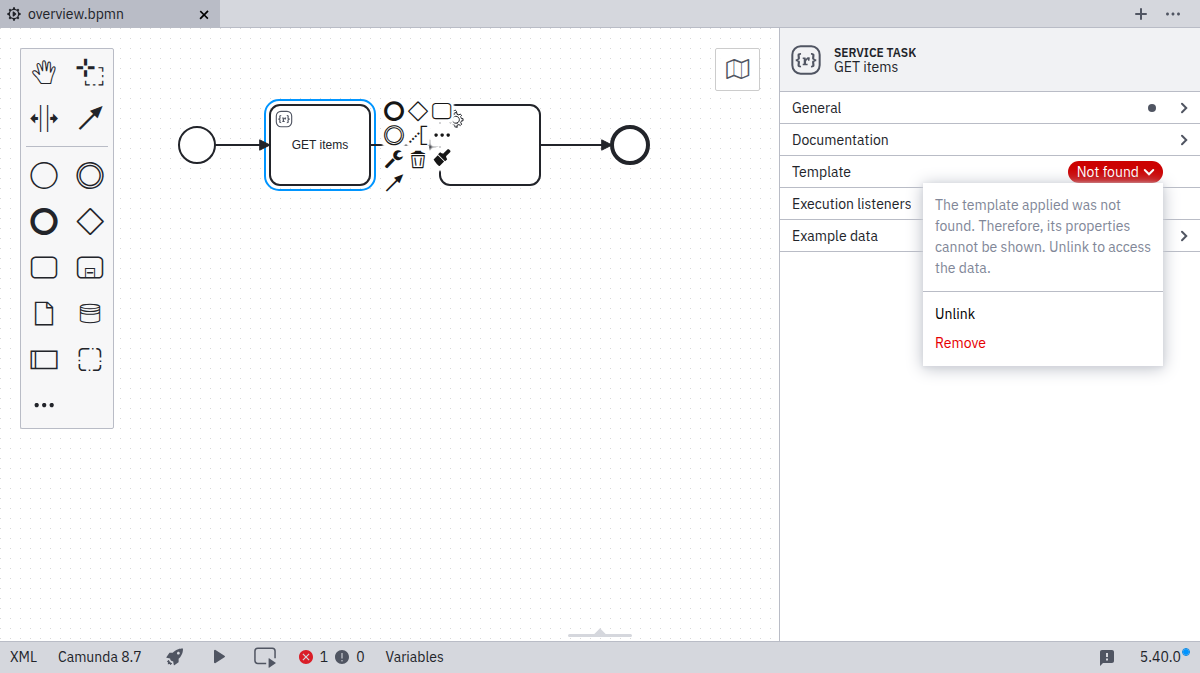 overview.bpmn
SERVICE TASK
GET items
General
Documentation
Template
Not found
Execution listeners
Example data
The template applied was not
found. Therefore, its properties
cannot be shown. Unlink to access
the data.
Unlink
Remove
{r}
GET items
{r}
XML
Camunda 8.7
1
0
Variables
5.40.0